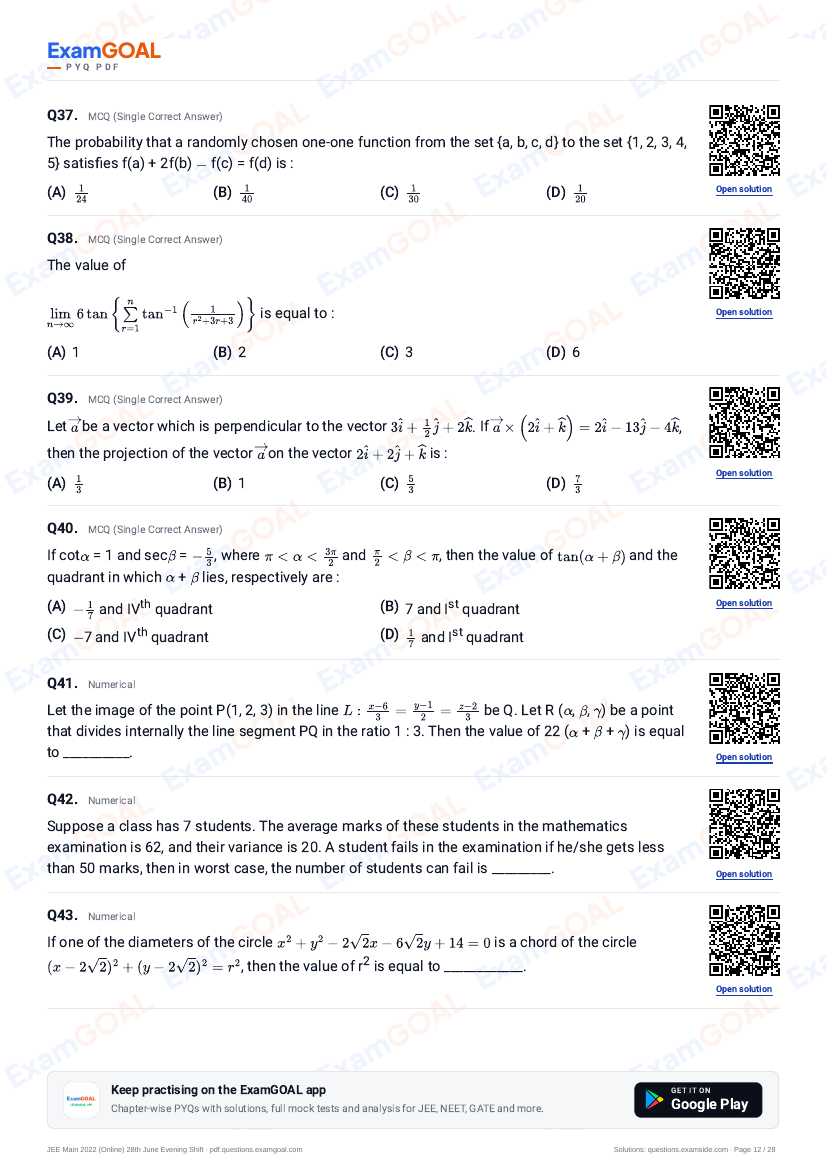 ExamGOAL
PYQ PDF
Q37. MCQ (Single Correct Answer)
The probability that a randomly chosen one-one function from the set {a, b, c, d} to the set {1, 2, 3, 4,
5} satisfies f(a) + 2f(b) − f(c) = f(d) is :
(A) 1/24 (B) 1/40 (C) 1/30 (D) 1/20
Open solution
Q38. MCQ (Single Correct Answer)
The value of
lim_{n→∞} 6 tan { ∑_{r=1}^{n} tan⁻¹ (1/(r²+3r+3)) } is equal to :
(A) 1 (B) 2 (C) 3 (D) 6
Open solution
Q39. MCQ (Single Correct Answer)
Let a⃗ be a vector which is perpendicular to the vector 3î + 1/2 ĵ + 2k̂. If a⃗ × (2î + k̂) = 2î − 13ĵ − 4k̂,
then the projection of the vector a⃗ on the vector 2î + 2ĵ + k̂ is :
(A) 1/3 (B) 1 (C) 5/3 (D) 7/3
Open solution
Q40. MCQ (Single Correct Answer)
If cotα = 1 and secβ = −5/3, where π < α < 3π/2 and π/2 < β < π, then the value of tan(α + β) and the
quadrant in which α + β lies, respectively are :
(A) −1/7 and IVth quadrant (B) 7 and Ist quadrant
(C) −7 and IVth quadrant (D) 1/7 and Ist quadrant
Open solution
Q41. Numerical
Let the image of the point P(1, 2, 3) in the line L : (x−6)/3 = (y−1)/2 = (z−2)/3 be Q. Let R (α, β, γ) be a point
that divides internally the line segment PQ in the ratio 1 : 3. Then the value of 22 (α + β + γ) is equal
to __________.
Open solution
Q42. Numerical
Suppose a class has 7 students. The average marks of these students in the mathematics
examination is 62, and their variance is 20. A student fails in the examination if he/she gets less
than 50 marks, then in worst case, the number of students can fail is _________.
Open solution
Q43. Numerical
If one of the diameters of the circle x² + y² − 2√2x − 6√2y + 14 = 0 is a chord of the circle
(x − 2√2)² + (y − 2√2)² = r², then the value of r² is equal to ____________.
Open solution
ExamGOAL
Keep practising on the ExamGOAL app
Chapter-wise PYQs with solutions, full mock tests and analysis for JEE, NEET, GATE and more.
GET IT ON
Google Play
JEE Main 2022 (Online) 28th June Evening Shift · pdf.questions.examgoal.com Solutions: questions.examside.com · Page 12 / 28